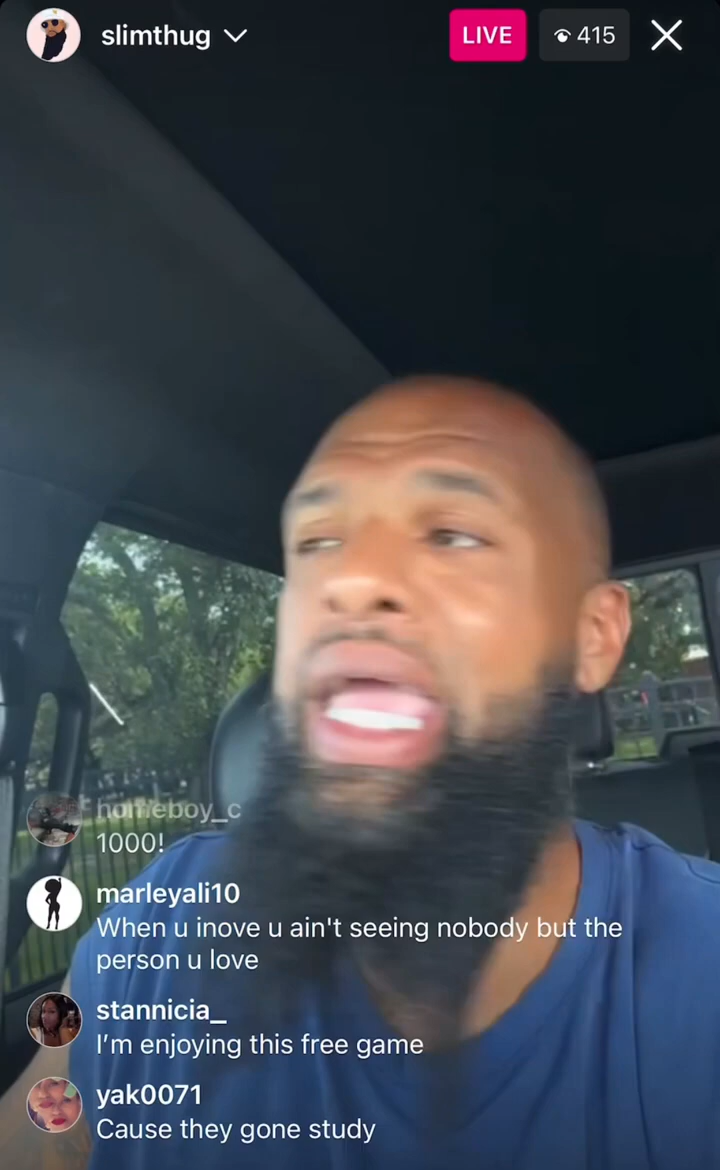 slimthug
LIVE
415
homeboy_c
1000!
marleyali10
When u inove u ain't seeing nobody but the
person u love
stannicia_
I'm enjoying this free game
yak0071
Cause they gone study